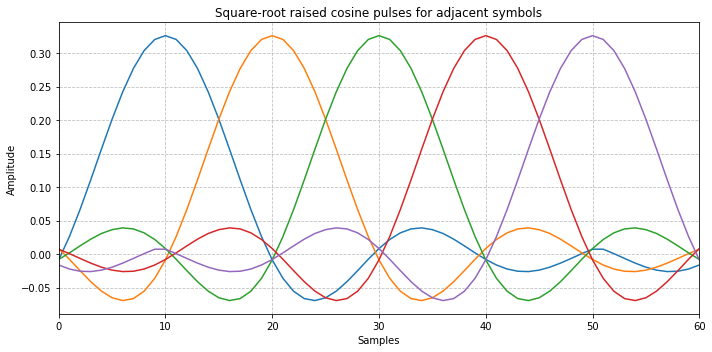 Square-root raised cosine pulses for adjacent symbols
Amplitude
0.30
0.25
0.20
0.15
0.10
0.05
0.00
−0.05
0 10 20 30 40 50 60
Samples